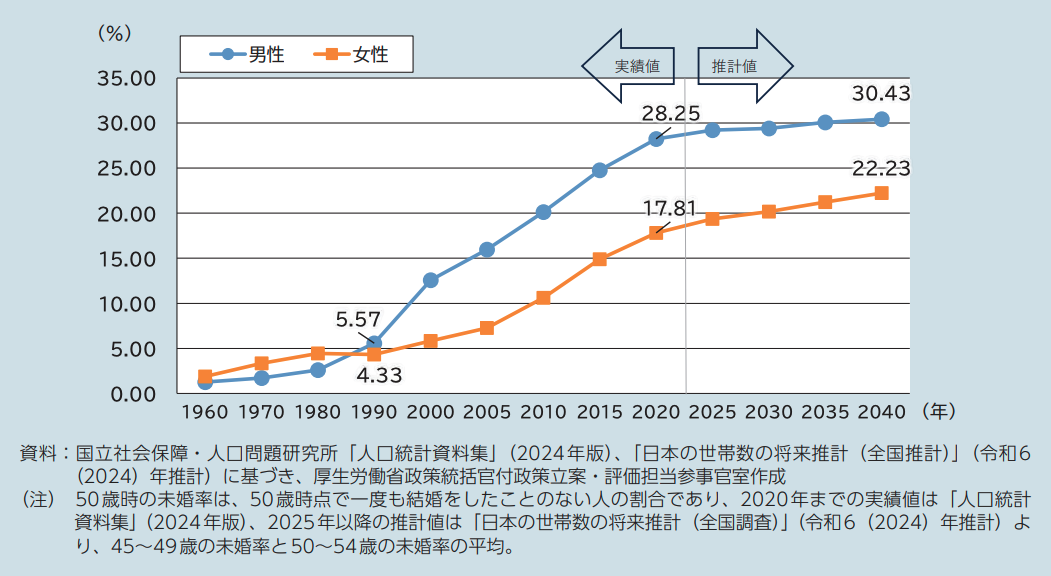 (%)
男性 女性
実績値 推計値
35.00
30.00
25.00
20.00
15.00
10.00
5.00
0.00
30.43
28.25
22.23
17.81
5.57
4.33
1960 1970 1980 1990 2000 2005 2010 2015 2020 2025 2030 2035 2040 (年)
資料:国立社会保障・人口問題研究所「人口統計資料集」(2024年版)、「日本の世帯数の将来推計(全国推計)」(令和6
(2024)年推計)に基づき、厚生労働省政策統括官付政策立案・評価担当参事官室作成
(注) 50歳時の未婚率は、50歳時点で一度も結婚をしたことのない人の割合であり、2020年までの実績値は「人口統計
資料集」(2024年版)、2025年以降の推計値は「日本の世帯数の将来推計(全国調査)」(令和6(2024)年推計)よ
り、45~49歳の未婚率と50~54歳の未婚率の平均。